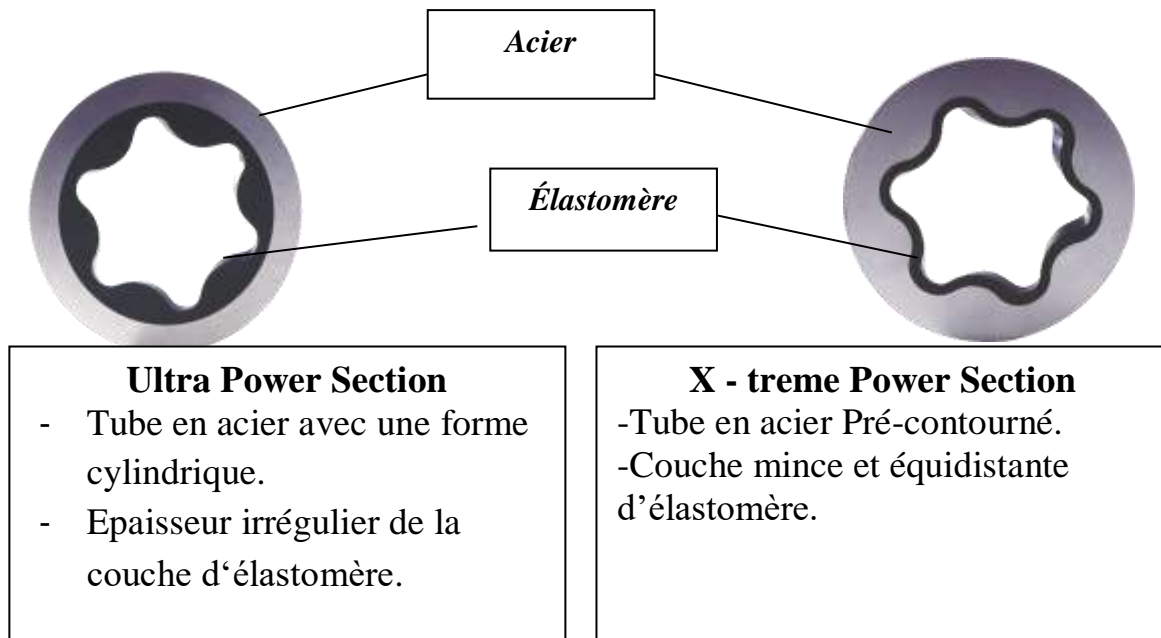 Acier
Élastomère
Ultra Power Section
- Tube en acier avec une forme
cylindrique.
- Epaisseur irrégulier de la
couche d‘élastomère.
X - treme Power Section
-Tube en acier Pré-contourné.
-Couche mince et équidistante
d’élastomère.